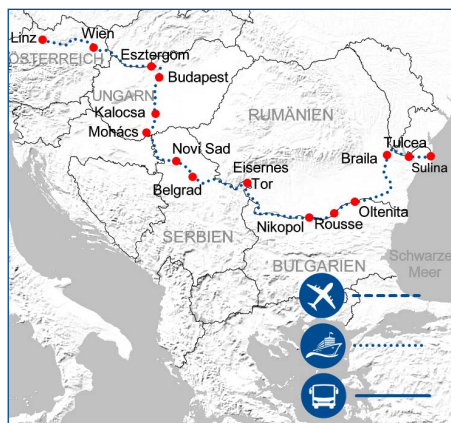 Linz
Wien
Esztergom
ÖSTERREICH
Budapest
UNGARN
Kalocsa
RUMÄNIEN
Mohács
Novi Sad
Eisernes
Tor
Braila
Tulcea
Sulina
Belgrad
Oltenita
Nikopol
Rousse
SERBIEN
Schwarzes
Meer
BULGARIEN